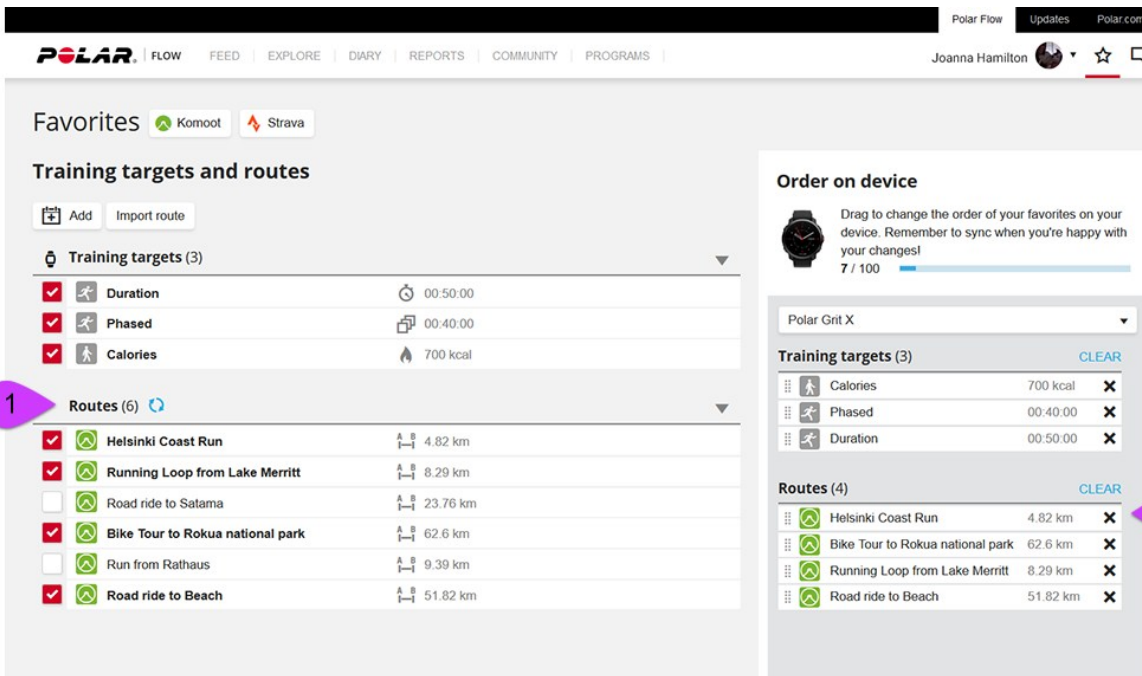 Polar Flow Updates Polar.com
POLAR. FLOW FEED EXPLORE DIARY REPORTS COMMUNITY PROGRAMS Joanna Hamilton
Favorites Komoot Strava
Training targets and routes
Add Import route
Training targets (3)
Duration 00:50:00
Phased 00:40:00
Calories 700 kcal
1
Routes (6)
Helsinki Coast Run A B 4.82 km
Running Loop from Lake Merritt A B 8.29 km
Road ride to Satama A B 23.76 km
Bike Tour to Rokua national park A B 62.6 km
Run from Rathaus A B 9.39 km
Road ride to Beach A B 51.82 km
Order on device
Drag to change the order of your favorites on your
device. Remember to sync when you're happy with
your changes!
7 / 100
Polar Grit X
Training targets (3) CLEAR
Calories 700 kcal
Phased 00:40:00
Duration 00:50:00
Routes (4) CLEAR
Helsinki Coast Run 4.82 km
Bike Tour to Rokua national park 62.6 km
Running Loop from Lake Merritt 8.29 km
Road ride to Beach 51.82 km